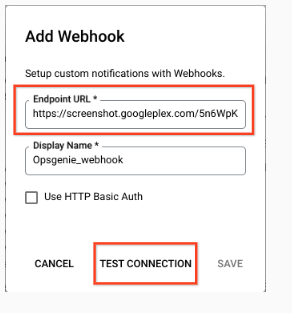 Add Webhook
Setup custom notifications with Webhooks.
Endpoint URL *
https://screenshot.googleplex.com/5n6WpK
Display Name *
Opsgenie_webhook
Use HTTP Basic Auth
CANCEL TEST CONNECTION SAVE